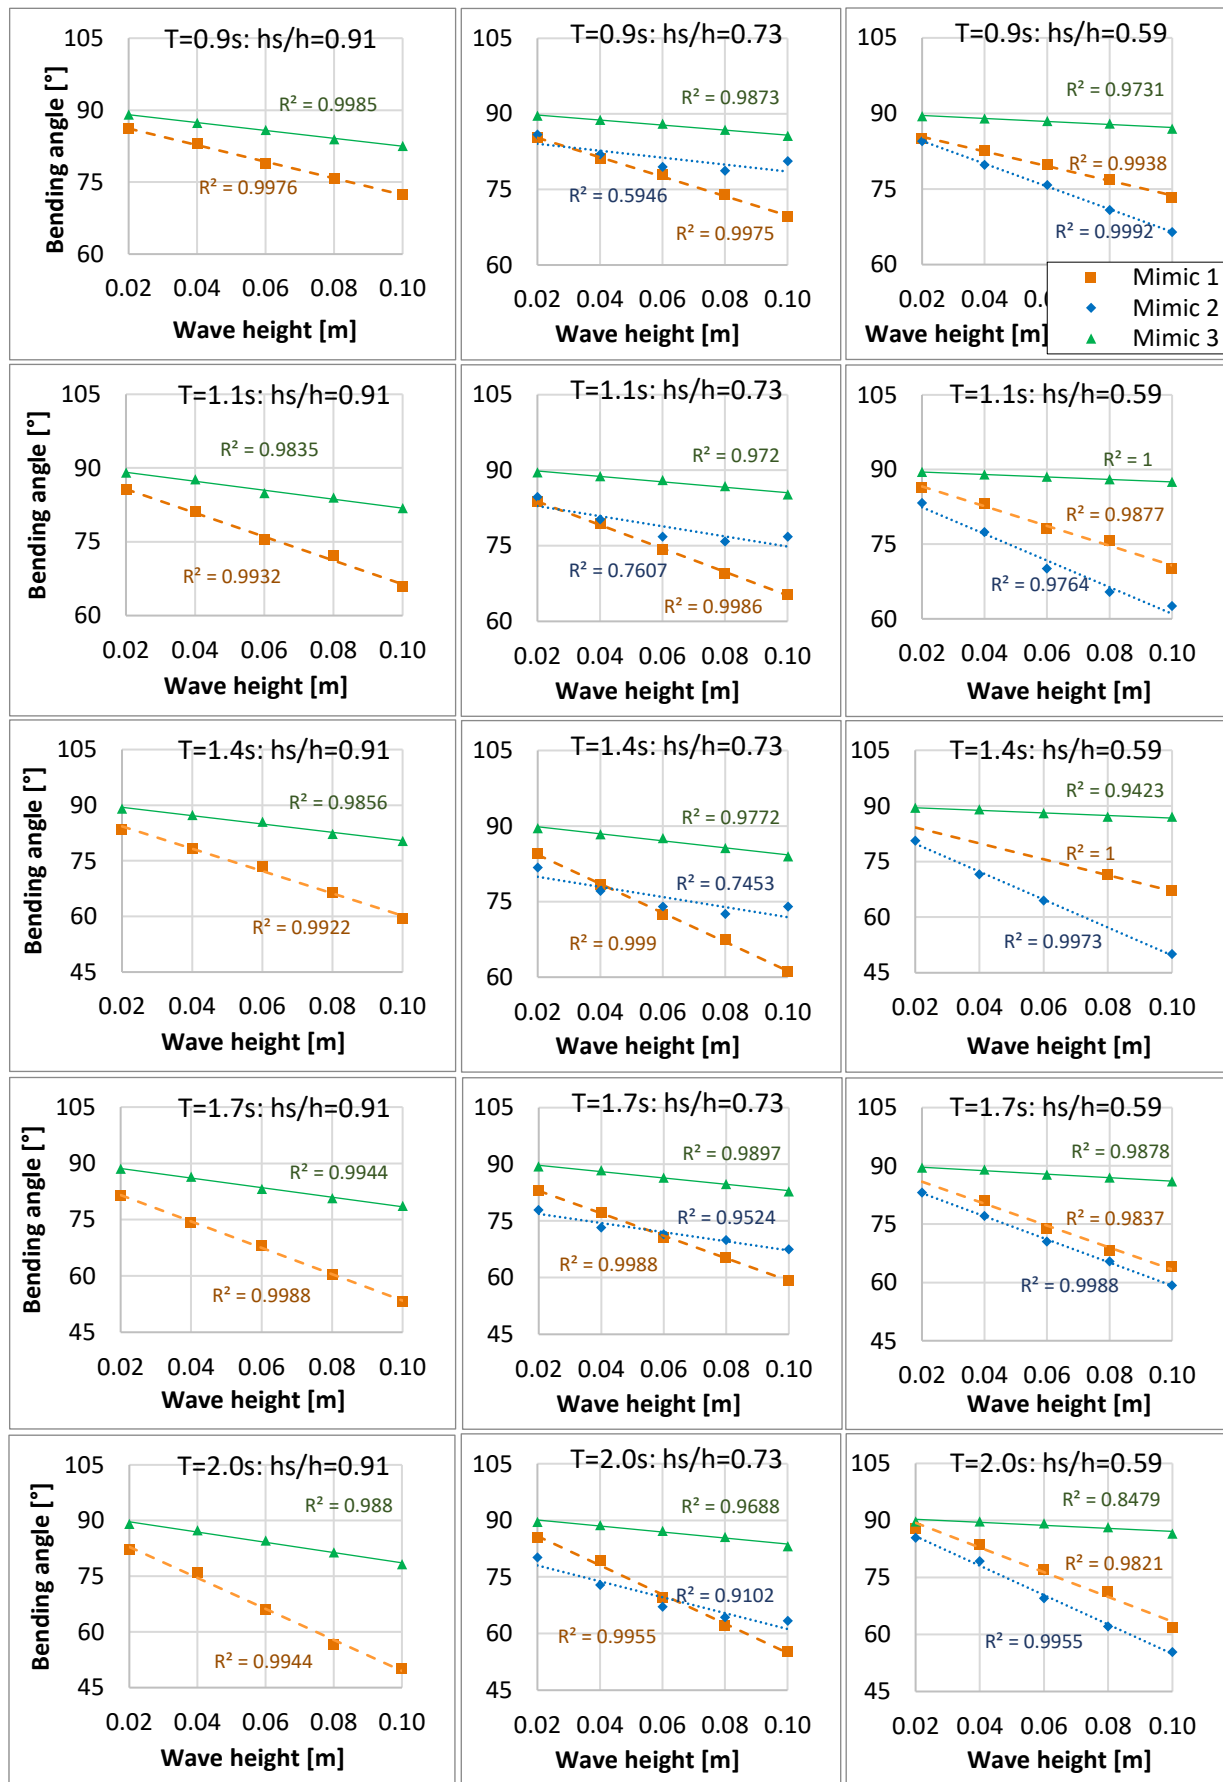 T=0.9s: hs/h=0.91
105
90
75
60
Bending angle [°]
R² = 0.9985
R² = 0.9976
0.02 0.04 0.06 0.08 0.10
Wave height [m]
T=0.9s: hs/h=0.73
105
90
75
60
R² = 0.9873
R² = 0.5946
R² = 0.9975
0.02 0.04 0.06 0.08 0.10
Wave height [m]
T=0.9s: hs/h=0.59
105
90
75
60
R² = 0.9731
R² = 0.9938
R² = 0.9992
0.02 0.04
Wave height [m]
Mimic 1
Mimic 2
Mimic 3
T=1.1s: hs/h=0.91
105
90
75
60
Bending angle [°]
R² = 0.9835
R² = 0.9932
0.02 0.04 0.06 0.08 0.10
Wave height [m]
T=1.1s: hs/h=0.73
105
90
75
60
R² = 0.972
R² = 0.7607
R² = 0.9986
0.02 0.04 0.06 0.08 0.10
Wave height [m]
T=1.1s: hs/h=0.59
105
90
75
60
R² = 1
R² = 0.9877
R² = 0.9764
0.02 0.04 0.06 0.08 0.10
Wave height [m]
T=1.4s: hs/h=0.91
105
90
75
60
45
Bending angle [°]
R² = 0.9856
R² = 0.9922
0.02 0.04 0.06 0.08 0.10
Wave height [m]
T=1.4s: hs/h=0.73
105
90
75
60
R² = 0.9772
R² = 0.7453
R² = 0.999
0.02 0.04 0.06 0.08 0.10
Wave height [m]
T=1.4s: hs/h=0.59
105
90
75
60
45
R² = 0.9423
R² = 1
R² = 0.9973
0.02 0.04 0.06 0.08 0.10
Wave height [m]
T=1.7s: hs/h=0.91
105
90
75
60
45
Bending angle [°]
R² = 0.9944
R² = 0.9988
0.02 0.04 0.06 0.08 0.10
Wave height [m]
T=1.7s: hs/h=0.73
105
90
75
60
45
R² = 0.9897
R² = 0.9524
R² = 0.9988
0.02 0.04 0.06 0.08 0.10
Wave height [m]
T=1.7s: hs/h=0.59
105
90
75
60
45
R² = 0.9878
R² = 0.9837
R² = 0.9988
0.02 0.04 0.06 0.08 0.10
Wave height [m]
T=2.0s: hs/h=0.91
105
90
75
60
45
Bending angle [°]
R² = 0.988
R² = 0.9944
0.02 0.04 0.06 0.08 0.10
Wave height [m]
T=2.0s: hs/h=0.73
105
90
75
60
45
R² = 0.9688
R² = 0.9102
R² = 0.9955
0.02 0.04 0.06 0.08 0.10
Wave height [m]
T=2.0s: hs/h=0.59
105
90
75
60
45
R² = 0.8479
R² = 0.9821
R² = 0.9955
0.02 0.04 0.06 0.08 0.10
Wave height [m]